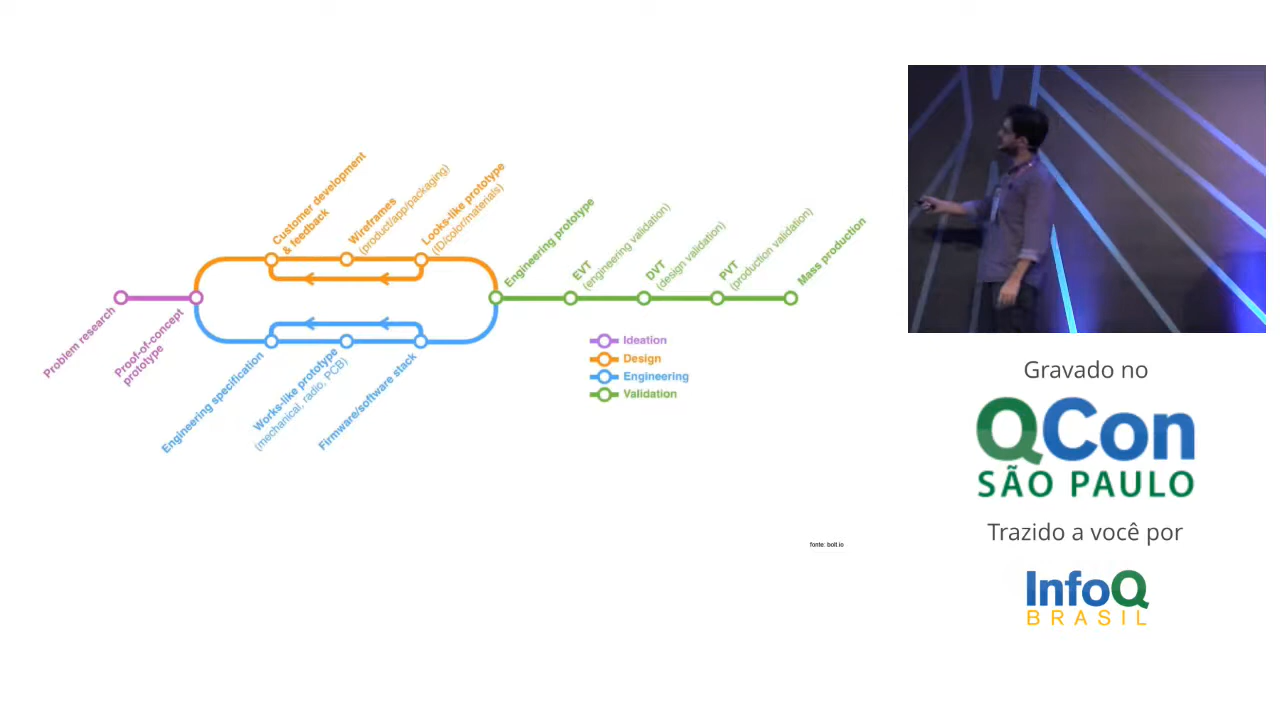 Customer development
& feedback
Wireframes
(product/app/packaging)
Looks-like prototype
(ID/color/materials)
Engineering prototype
EVT
(engineering validation)
DVT
(design validation)
PVT
(production validation)
Mass production
Problem research
Proof-of-concept
prototype
Engineering specification
Works-like prototype
(mechanical, radio, PCB)
Firmware/software stack
Ideation
Design
Engineering
Validation
fonte: bolt.io
Gravado no
QCon
SÃO PAULO
Trazido a você por
InfoQ
BRASIL